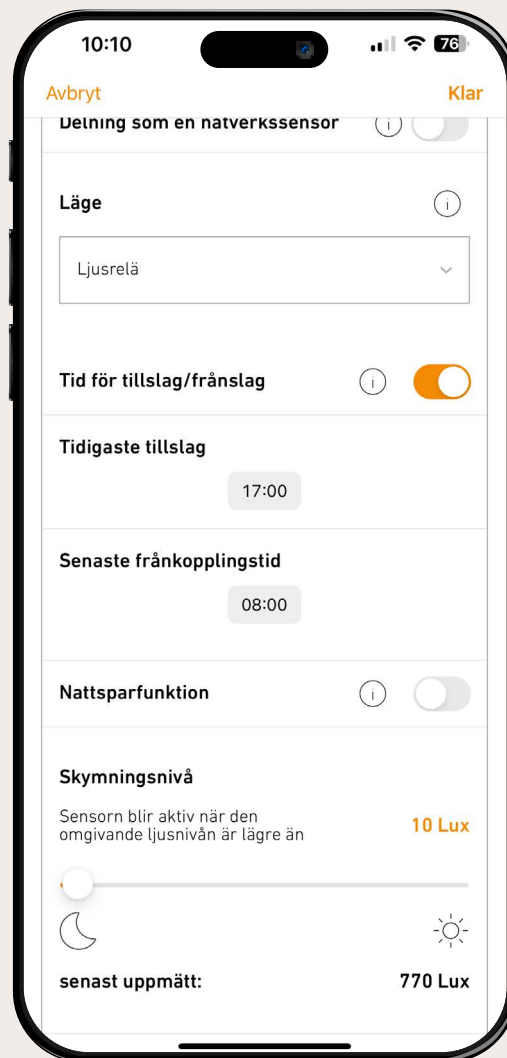 10:10
76
Avbryt
Klar
Delning som en nätverkssensor
Läge
Ljusrelä
Tid för tillslag/frånslag
Tidigaste tillslag
17:00
Senaste frånkopplingstid
08:00
Nattsparfunktion
Skymningsnivå
Sensorn blir aktiv när den
omgivande ljusnivån är lägre än
10 Lux
senast uppmätt:
770 Lux